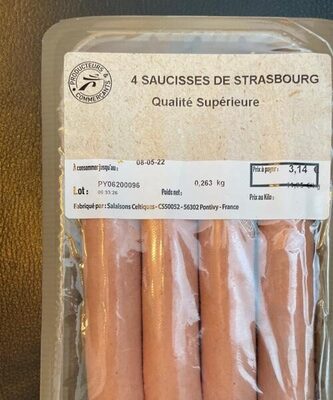 PRODUCTEURS & COMMERÇANTS
4 SAUCISSES DE STRASBOURG
Qualité Supérieure
À consommer jusqu'au : 08-05-22
Prix à payer : 3,14 €
PY06200096
Lot : Poids net : 0,263 kg
Prix au Kilo :
Fabriqué par : Salaisons Celtiques - CS50052 - 56302 Pontivy - France